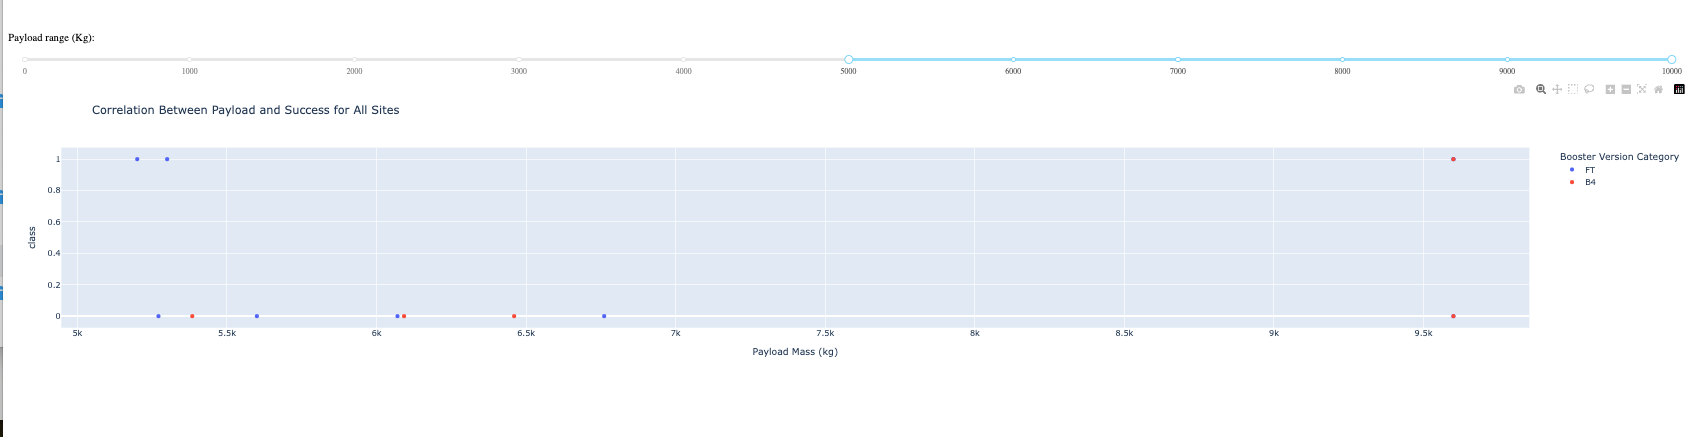 Payload range (Kg):
0 1000 2000 3000 4000 5000 6000 7000 8000 9000 10000
Correlation Between Payload and Success for All Sites
1
0.8
0.6
0.4
0.2
0
class
5k 5.5k 6k 6.5k 7k 7.5k 8k 8.5k 9k 9.5k
Payload Mass (kg)
Booster Version Category
FT
B4